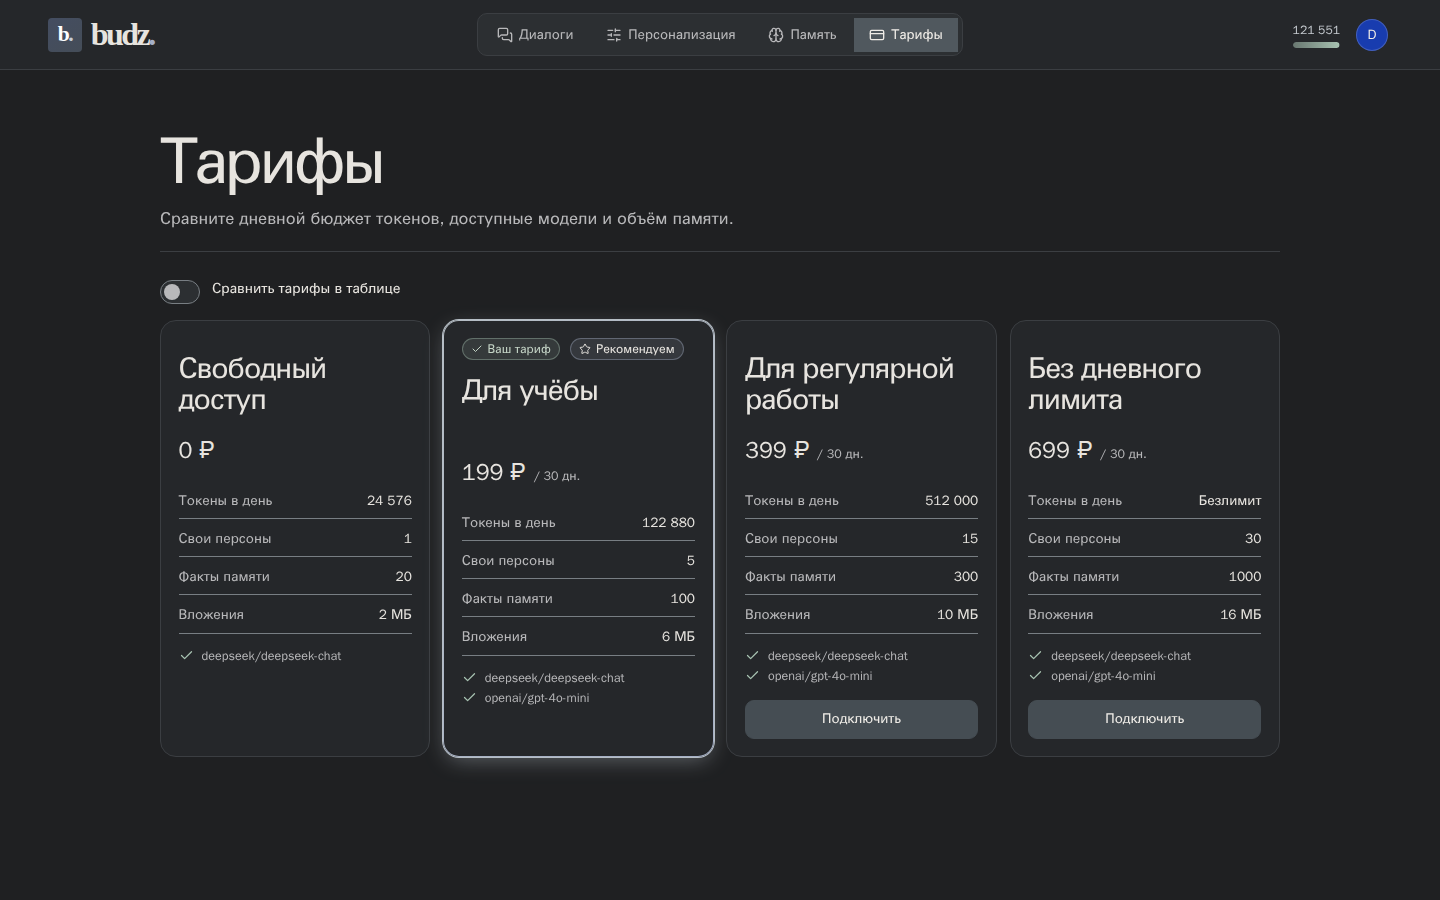 b. budz.
Диалоги
Персонализация
Память
Тарифы
121 551
D
Тарифы
Сравните дневной бюджет токенов, доступные модели и объём памяти.
Сравнить тарифы в таблице
Свободный
доступ
0 ₽
Токены в день 24 576
Свои персоны 1
Факты памяти 20
Вложения 2 МБ
deepseek/deepseek-chat
Ваш тариф
Рекомендуем
Для учёбы
199 ₽ / 30 дн.
Токены в день 122 880
Свои персоны 5
Факты памяти 100
Вложения 6 МБ
deepseek/deepseek-chat
openai/gpt-4o-mini
Для регулярной
работы
399 ₽ / 30 дн.
Токены в день 512 000
Свои персоны 15
Факты памяти 300
Вложения 10 МБ
deepseek/deepseek-chat
openai/gpt-4o-mini
Подключить
Без дневного
лимита
699 ₽ / 30 дн.
Токены в день Безлимит
Свои персоны 30
Факты памяти 1000
Вложения 16 МБ
deepseek/deepseek-chat
openai/gpt-4o-mini
Подключить